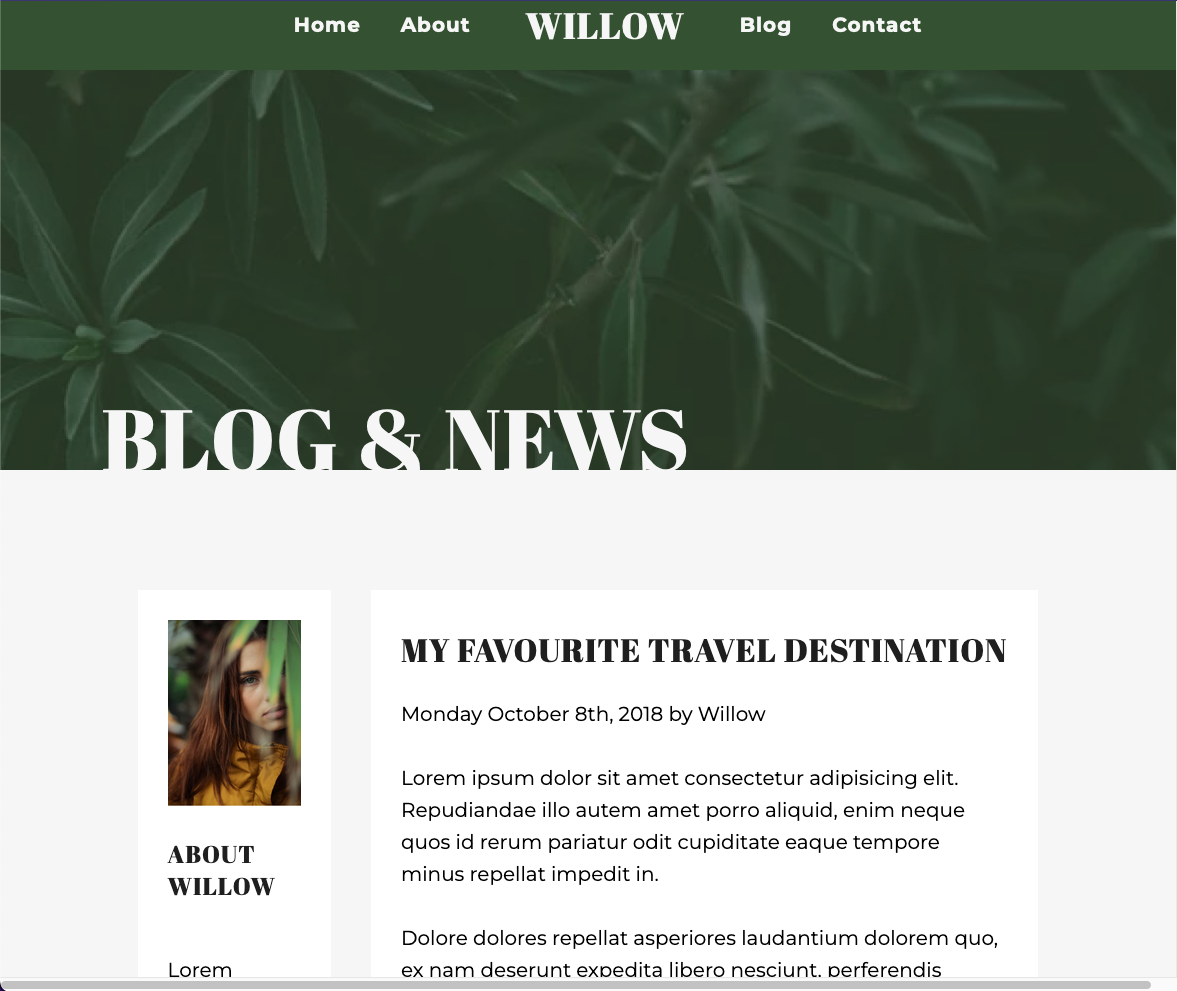 Home About WILLOW Blog Contact
BLOG & NEWS
MY FAVOURITE TRAVEL DESTINATION
Monday October 8th, 2018 by Willow
Lorem ipsum dolor sit amet consectetur adipisicing elit.
Repudiandae illo autem amet porro aliquid, enim neque
quos id rerum pariatur odit cupiditate eaque tempore
minus repellat impedit in.
Dolore dolores repellat asperiores laudantium dolorem quo,
ex nam deserunt expedita libero nesciunt, perferendis
ABOUT
WILLOW
Lorem